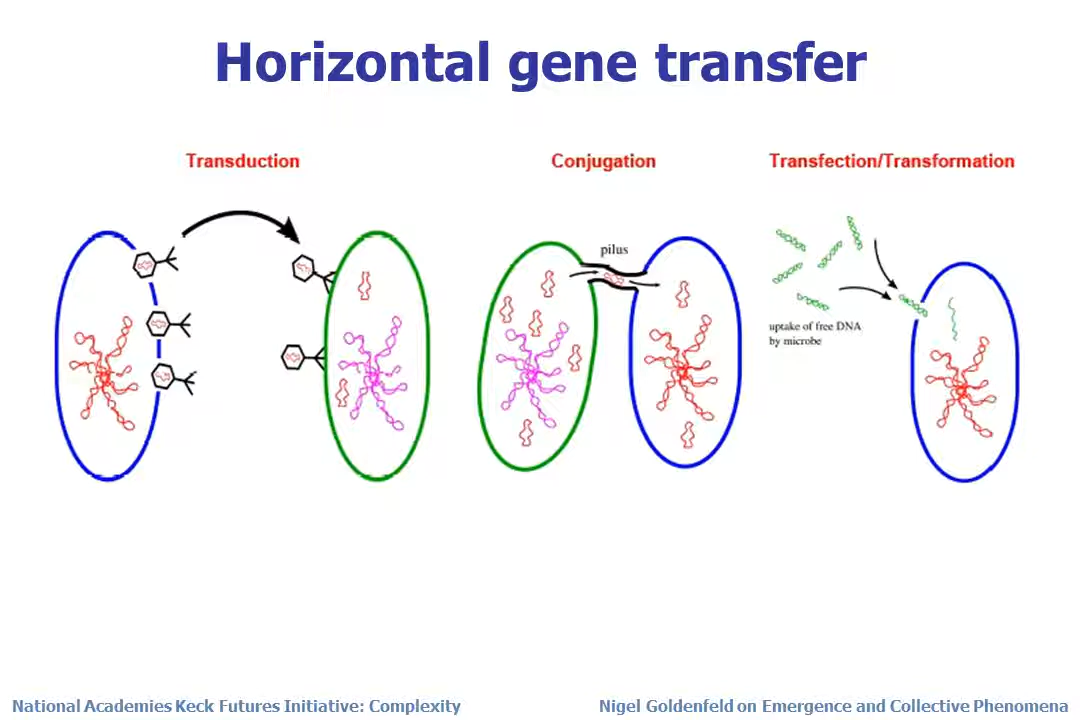 Horizontal gene transfer
Transduction
Conjugation
Transfection/Transformation
pilus
uptake of free DNA
by microbe
National Academies Keck Futures Initiative: Complexity
Nigel Goldenfeld on Emergence and Collective Phenomena